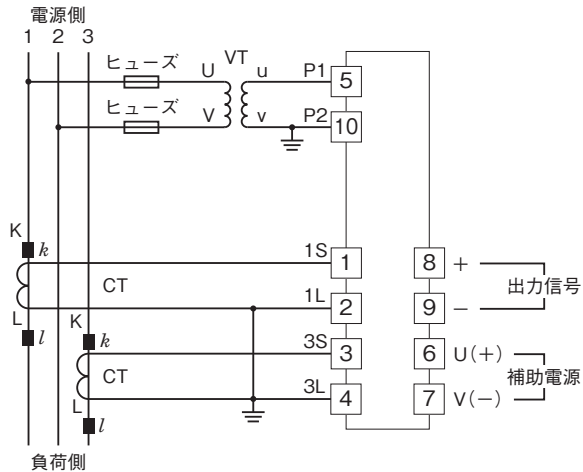 電源側
1 2 3
ヒューズ U VT u P1 5
ヒューズ V v P2 10
K k
1S 1 8 +
CT 出力信号
1L 2 9 −
L l
K k 3S 3 6 U(+)
CT 補助電源
L 3L 4 7 V(−)
l
負荷側